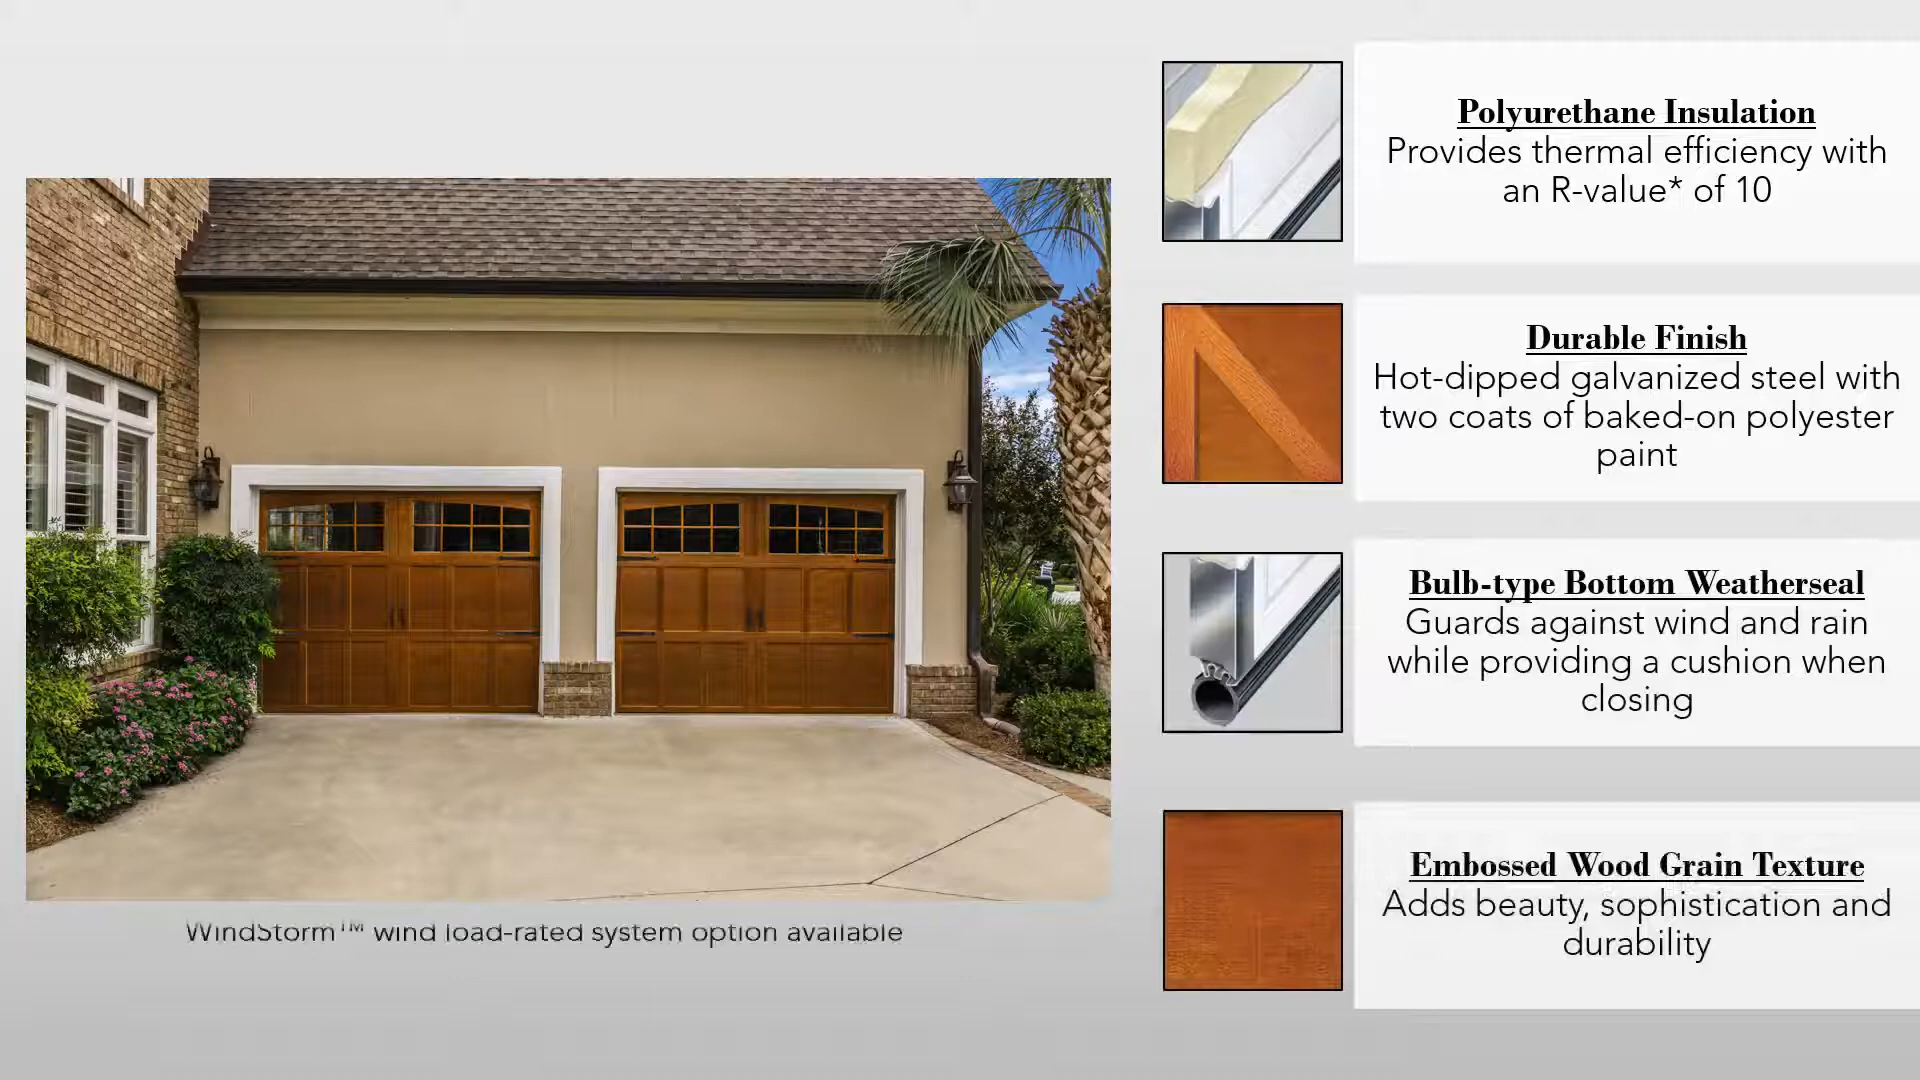 Polyurethane Insulation
Provides thermal efficiency with
an R-value* of 10
Durable Finish
Hot-dipped galvanized steel with
two coats of baked-on polyester
paint
Bulb-type Bottom Weatherseal
Guards against wind and rain
while providing a cushion when
closing
Embossed Wood Grain Texture
Adds beauty, sophistication and
durability
WindStorm™ wind load-rated system option available